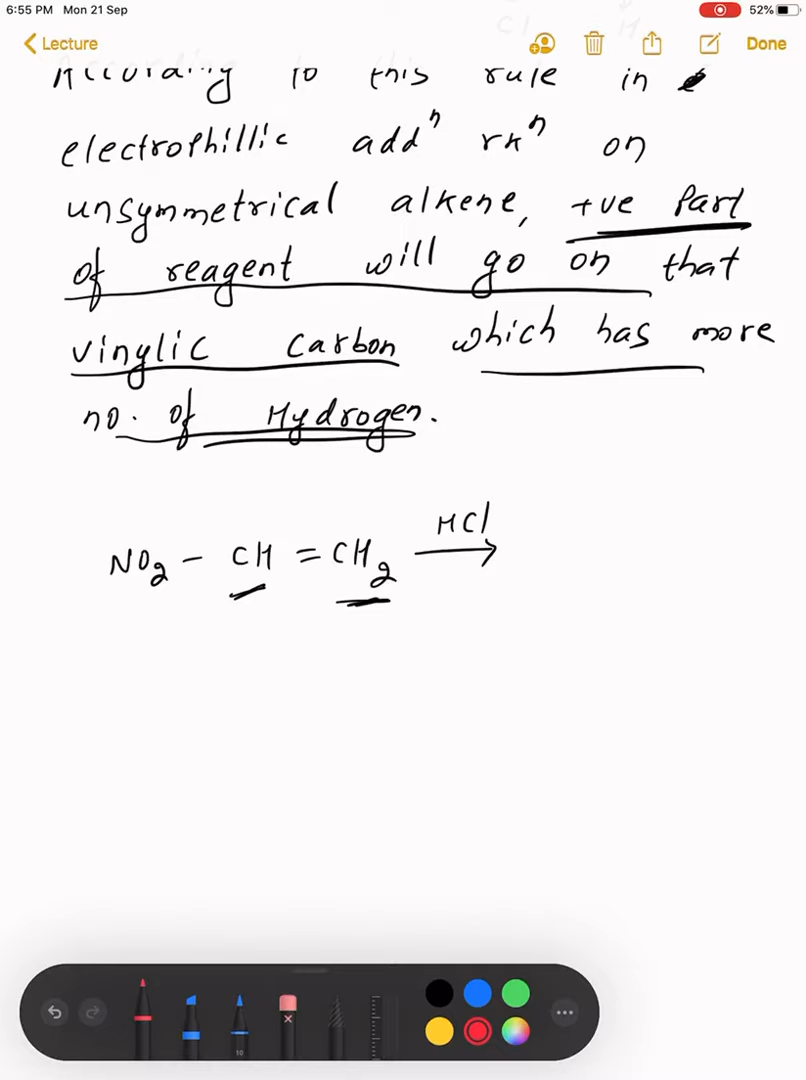 6:55 PM Mon 21 Sep 52%
Cl H
Lecture Done
According to this rule in
electrophillic addⁿ rxⁿ on
unsymmetrical alkene, +ve Part
of reagent will go on that
vinylic carbon which has more
no. of Hydrogen.
HCl
NO₂ - CH = CH₂ →
10